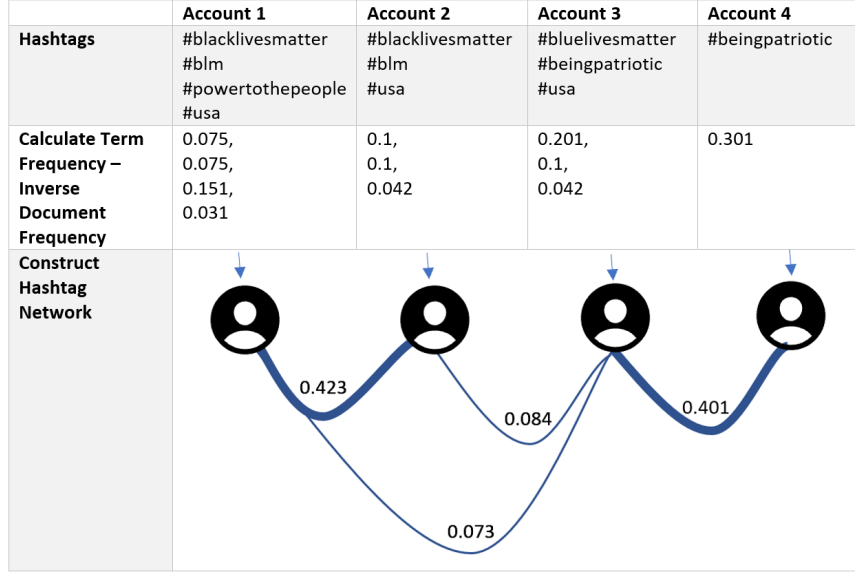 Account 1 Account 2 Account 3 Account 4
Hashtags #blacklivesmatter #blacklivesmatter #bluelivesmatter #beingpatriotic
#blm #blm #beingpatriotic
#powertothepeople #usa #usa
#usa
Calculate Term 0.075, 0.1, 0.201, 0.301
Frequency – 0.075, 0.1, 0.1,
Inverse 0.151, 0.042 0.042
Document 0.031
Frequency
Construct
Hashtag
Network
0.423
0.084
0.401
0.073